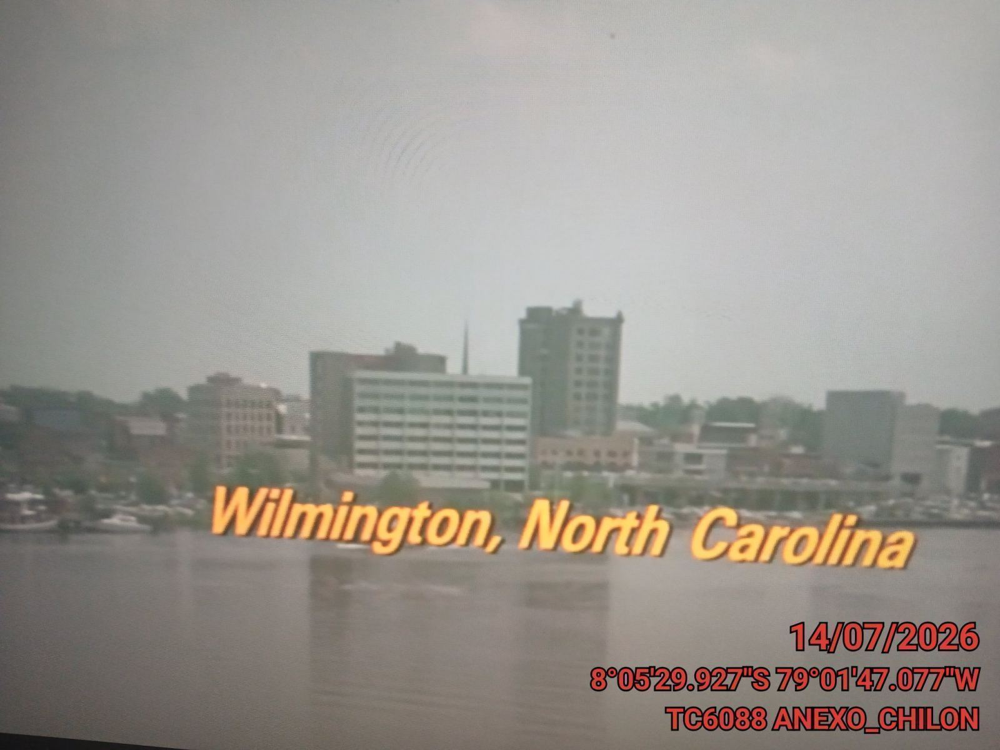 Wilmington, North Carolina
14/07/2026
8°05'29.927"S 79°01'47.077"W
TC6088 ANEXO_CHILON